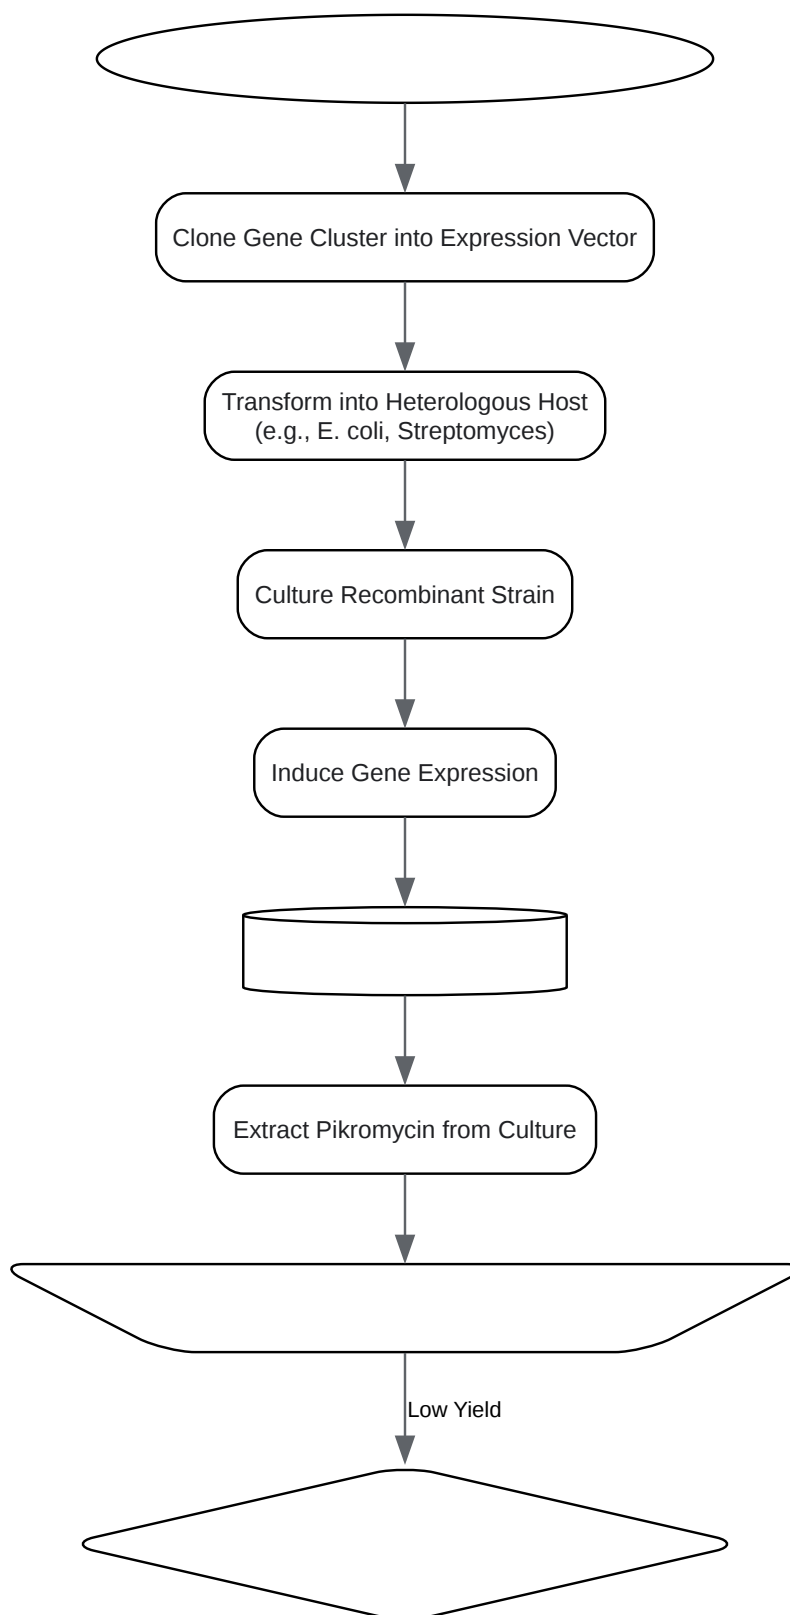 Clone Gene Cluster into Expression Vector
Transform into Heterologous Host
(e.g., E. coli, Streptomyces)
Culture Recombinant Strain
Induce Gene Expression
Extract Pikromycin from Culture
Low Yield